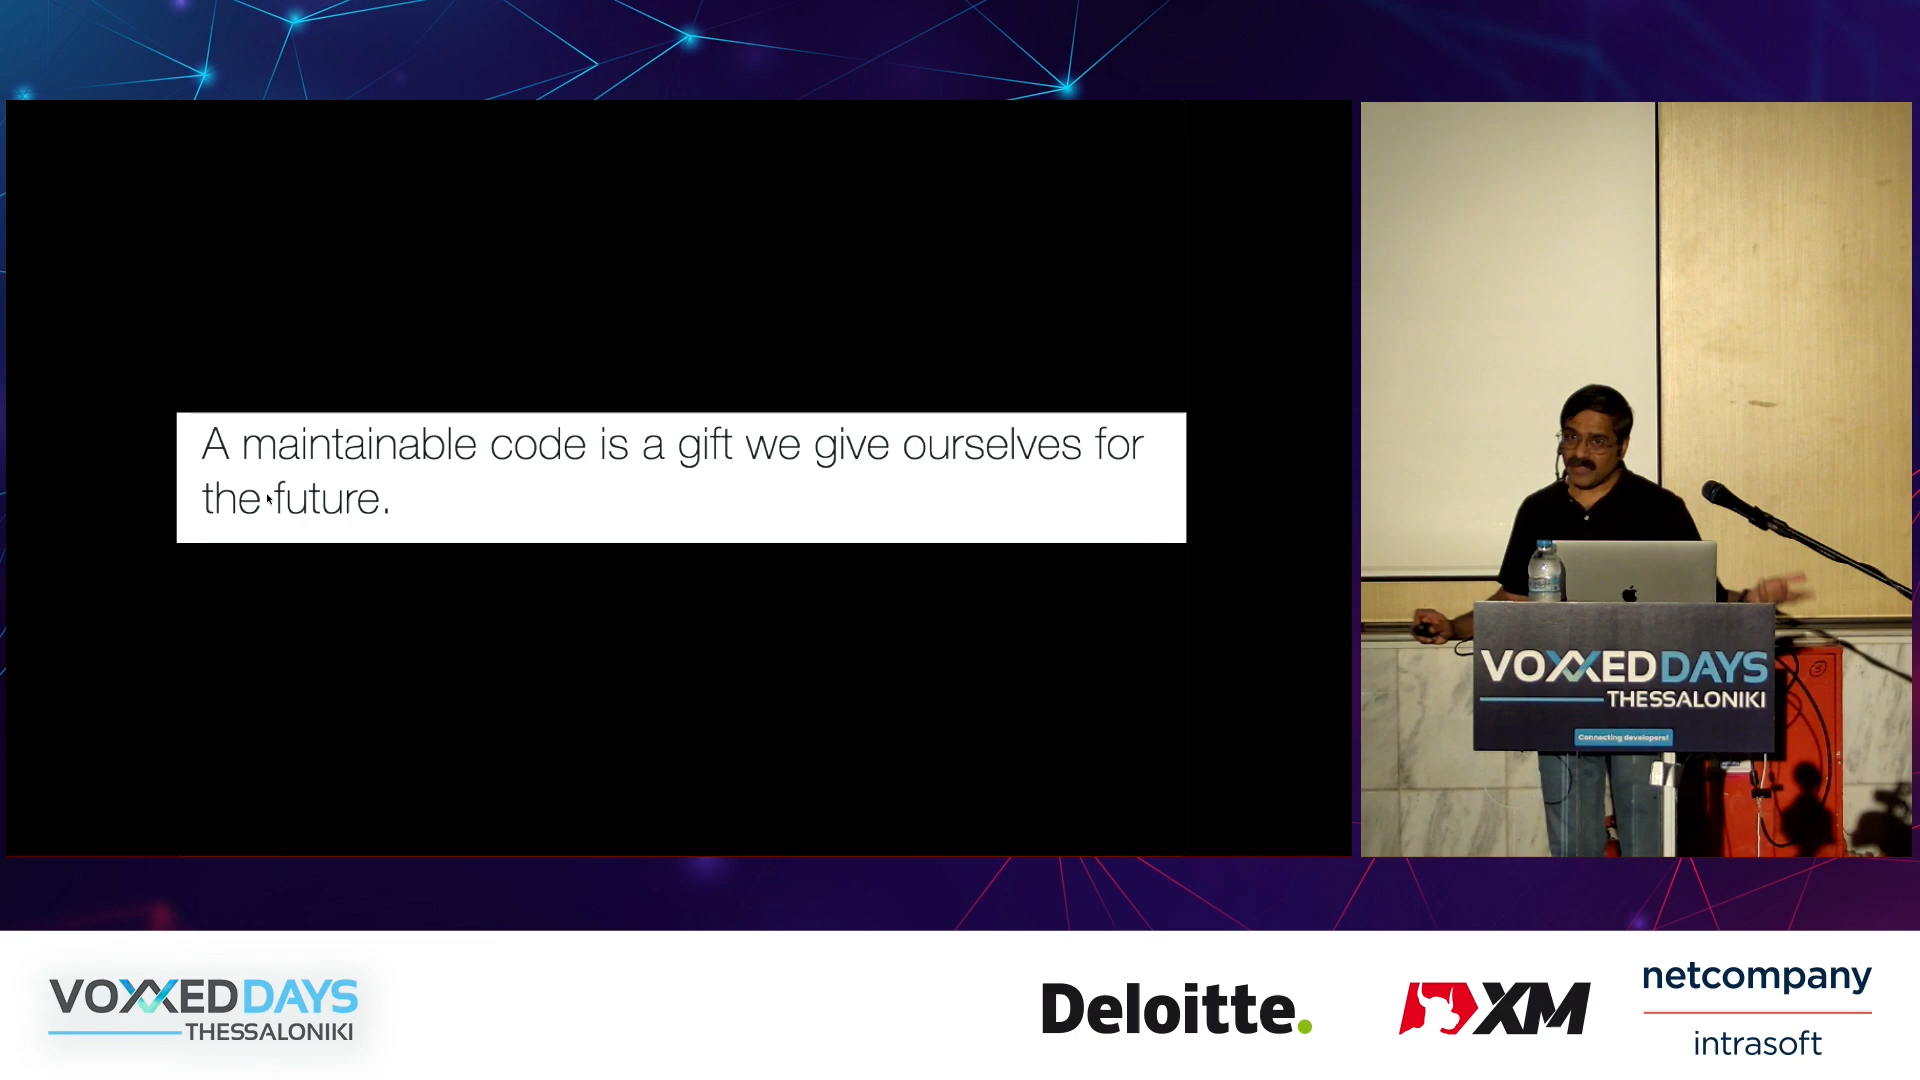 A maintainable code is a gift we give ourselves for
the future.
VOXXED DAYS
THESSALONIKI
Connecting developers!
VOXXED DAYS
THESSALONIKI
Deloitte.
XM
netcompany
intrasoft